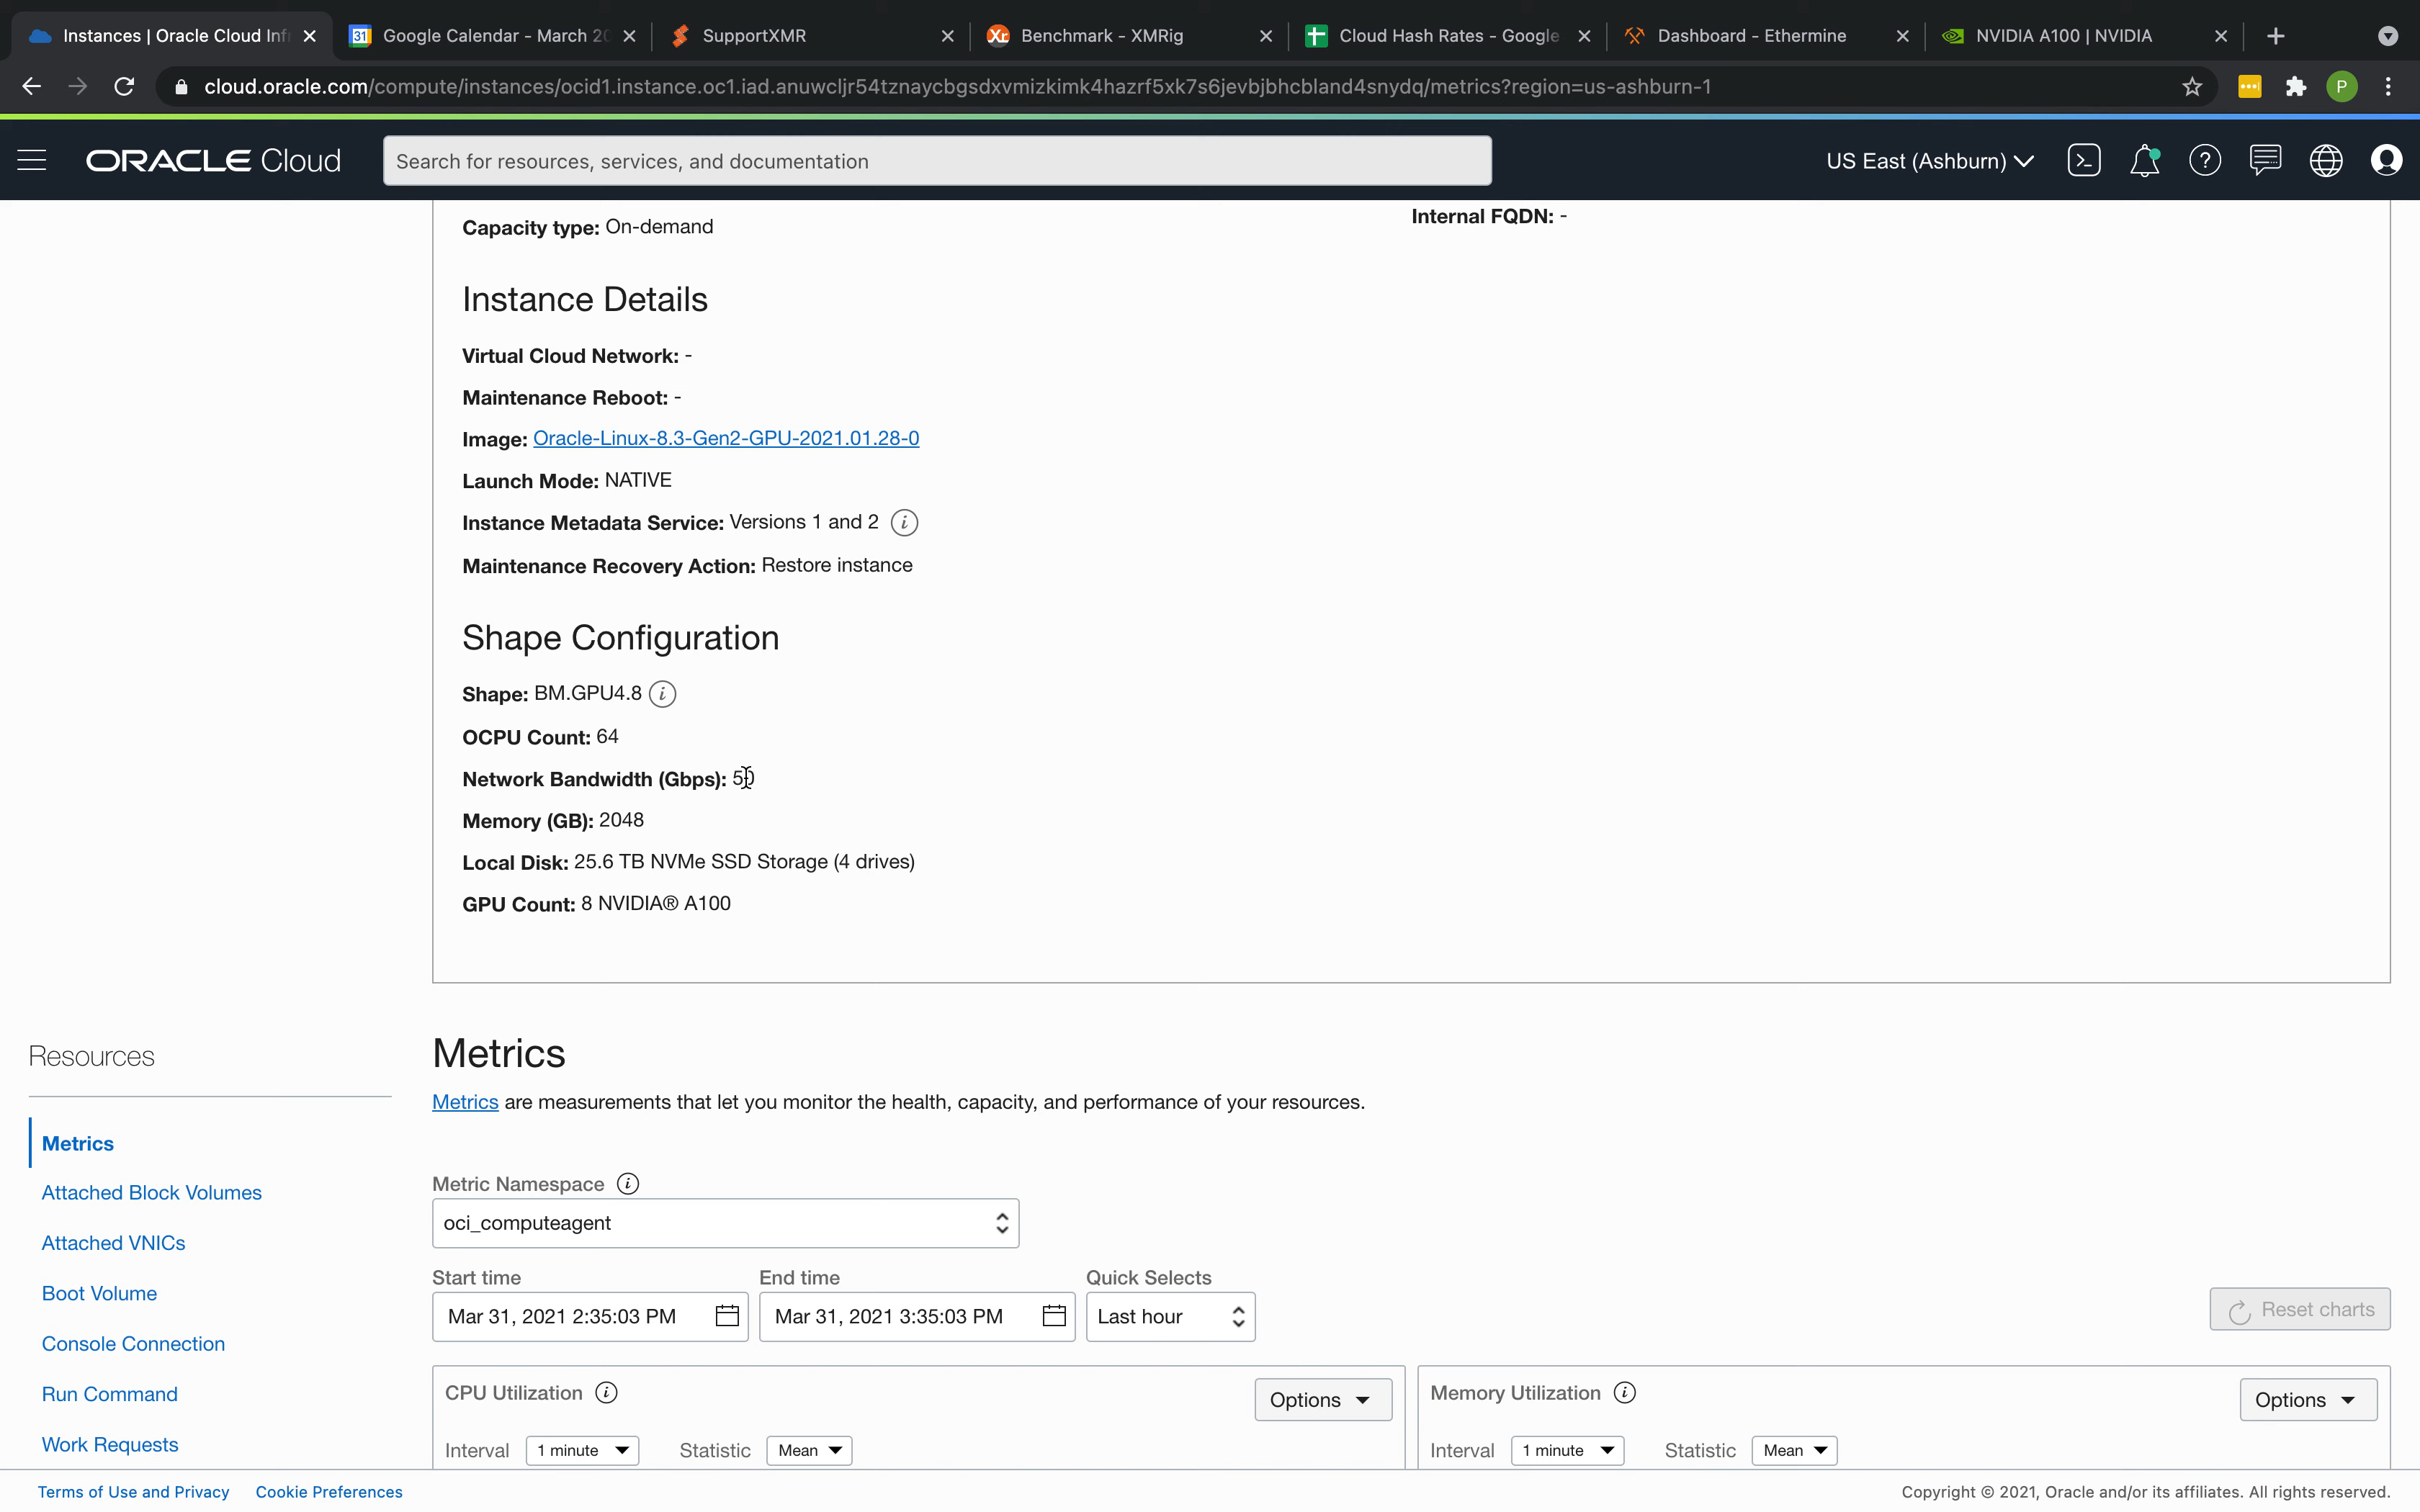 Instances | Oracle Cloud Inf
Google Calendar - March 20
SupportXMR
Benchmark - XMRig
Cloud Hash Rates - Google
Dashboard - Ethermine
NVIDIA A100 | NVIDIA
cloud.oracle.com/compute/instances/ocid1.instance.oc1.iad.anuwcljr54tznaycbgsdxvmizkimk4hazrf5xk7s6jevbjbhcbland4snydq/metrics?region=us-ashburn-1
P
ORACLE Cloud
Search for resources, services, and documentation
US East (Ashburn)
Capacity type: On-demand
Internal FQDN: -
Instance Details
Virtual Cloud Network: -
Maintenance Reboot: -
Image: Oracle-Linux-8.3-Gen2-GPU-2021.01.28-0
Launch Mode: NATIVE
Instance Metadata Service: Versions 1 and 2
Maintenance Recovery Action: Restore instance
Shape Configuration
Shape: BM.GPU4.8
OCPU Count: 64
Network Bandwidth (Gbps): 50
Memory (GB): 2048
Local Disk: 25.6 TB NVMe SSD Storage (4 drives)
GPU Count: 8 NVIDIA® A100
Resources
Metrics
Attached Block Volumes
Attached VNICs
Boot Volume
Console Connection
Run Command
Work Requests
Metrics
Metrics are measurements that let you monitor the health, capacity, and performance of your resources.
Metric Namespace
oci_computeagent
Start time
End time
Quick Selects
Mar 31, 2021 2:35:03 PM
Mar 31, 2021 3:35:03 PM
Last hour
Reset charts
CPU Utilization
Options
Interval
1 minute
Statistic
Mean
Memory Utilization
Options
Interval
1 minute
Statistic
Mean
Terms of Use and Privacy
Cookie Preferences
Copyright © 2021, Oracle and/or its affiliates. All rights reserved.